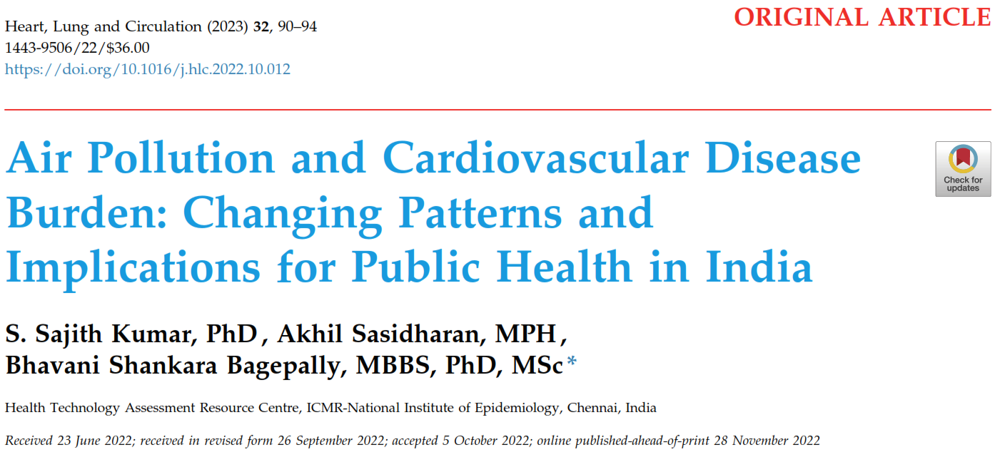 Heart, Lung and Circulation (2023) 32, 90–94
1443-9506/22/$36.00
https://doi.org/10.1016/j.hlc.2022.10.012
ORIGINAL ARTICLE
Air Pollution and Cardiovascular Disease
Burden: Changing Patterns and
Implications for Public Health in India
Check for
updates
S. Sajith Kumar, PhD, Akhil Sasidharan, MPH,
Bhavani Shankara Bagepally, MBBS, PhD, MSc*
Health Technology Assessment Resource Centre, ICMR-National Institute of Epidemiology, Chennai, India
Received 23 June 2022; received in revised form 26 September 2022; accepted 5 October 2022; online published-ahead-of-print 28 November 2022